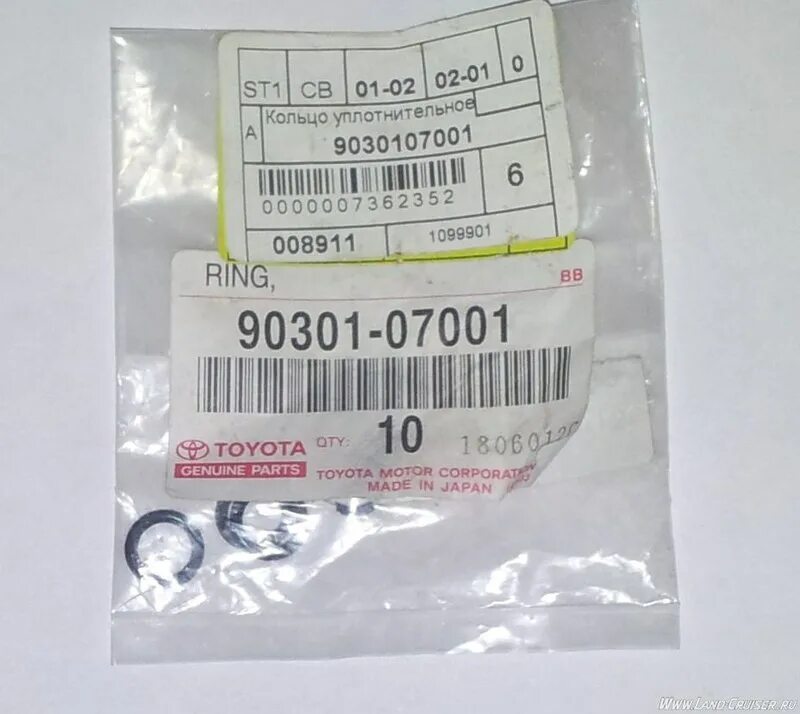 ST1 CB 01-02 02-01 0
A Кольцо уплотнительное
9030107001
0000007362352
6
008911 1099901
RING, BB
90301-07001
TOYOTA QTY: 10
GENUINE PARTS
TOYOTA MOTOR CORPORATION
MADE IN JAPAN
WWW.LAND-CRUISER.RU